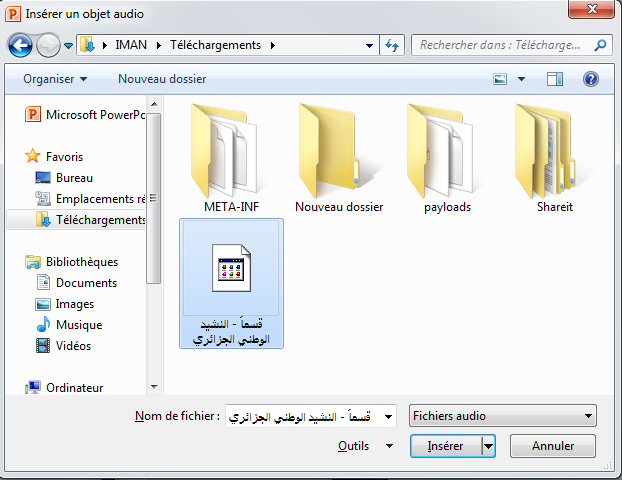 Insérer un objet audio
IMAN
Téléchargements
Rechercher dans : Télécharge...
Organiser
Nouveau dossier
Microsoft PowerPo
Favoris
Bureau
Emplacements ré
Téléchargements
Bibliothèques
Documents
Images
Musique
Vidéos
Ordinateur
META-INF
Nouveau dossier
payloads
Shareit
قسماً - النشيد
الوطني الجزائري
Nom de fichier :
قسماً - النشيد الوطني الجزائري
Fichiers audio
Outils
Insérer
Annuler